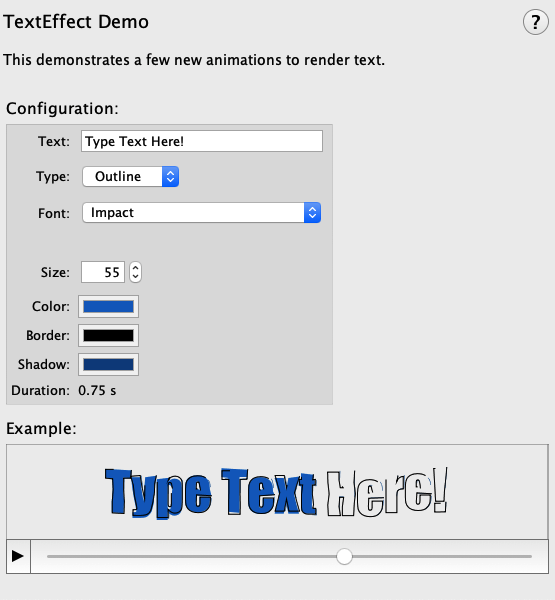 TextEffect Demo
?
This demonstrates a few new animations to render text.
Configuration:
Text: Type Text Here!
Type: Outline
Font: Impact
Size: 55
Color:
Border:
Shadow:
Duration: 0.75 s
Example:
Type Text Here!